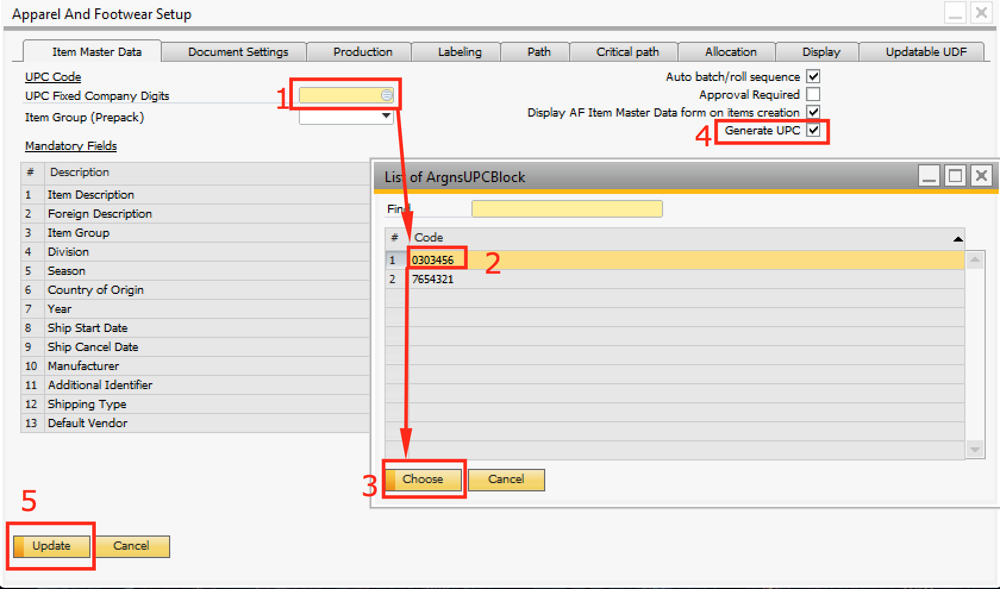 Apparel And Footwear Setup
Item Master Data Document Settings Production Labeling Path Critical path Allocation Display Updatable UDF
UPC Code
UPC Fixed Company Digits
Item Group (Prepack)
1
Auto batch/roll sequence
Approval Required
Display AF Item Master Data form on items creation
4 Generate UPC
Mandatory Fields
# Description
1 Item Description
2 Foreign Description
3 Item Group
4 Division
5 Season
6 Country of Origin
7 Year
8 Ship Start Date
9 Ship Cancel Date
10 Manufacturer
11 Additional Identifier
12 Shipping Type
13 Default Vendor
List of ArgnsUPCBlock
Find
# Code
1 0303456 2
2 7654321
3 Choose Cancel
5
Update Cancel